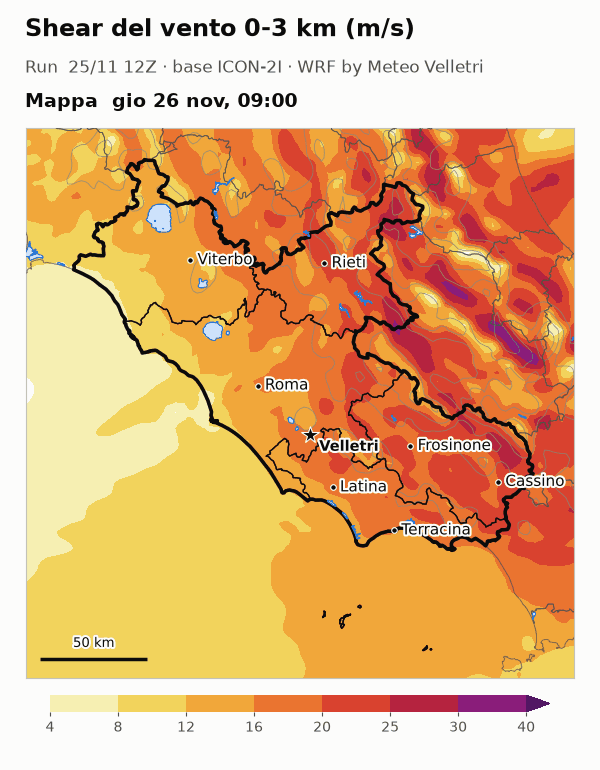 Shear del vento 0-3 km (m/s)
Run  25/11 12Z · base ICON-2I · WRF by Meteo Velletri
Mappa  gio 26 nov, 09:00
Viterbo
Rieti
Roma
Velletri
Frosinone
Cassino
Latina
Terracina
50 km
4 8 12 16 20 25 30 40